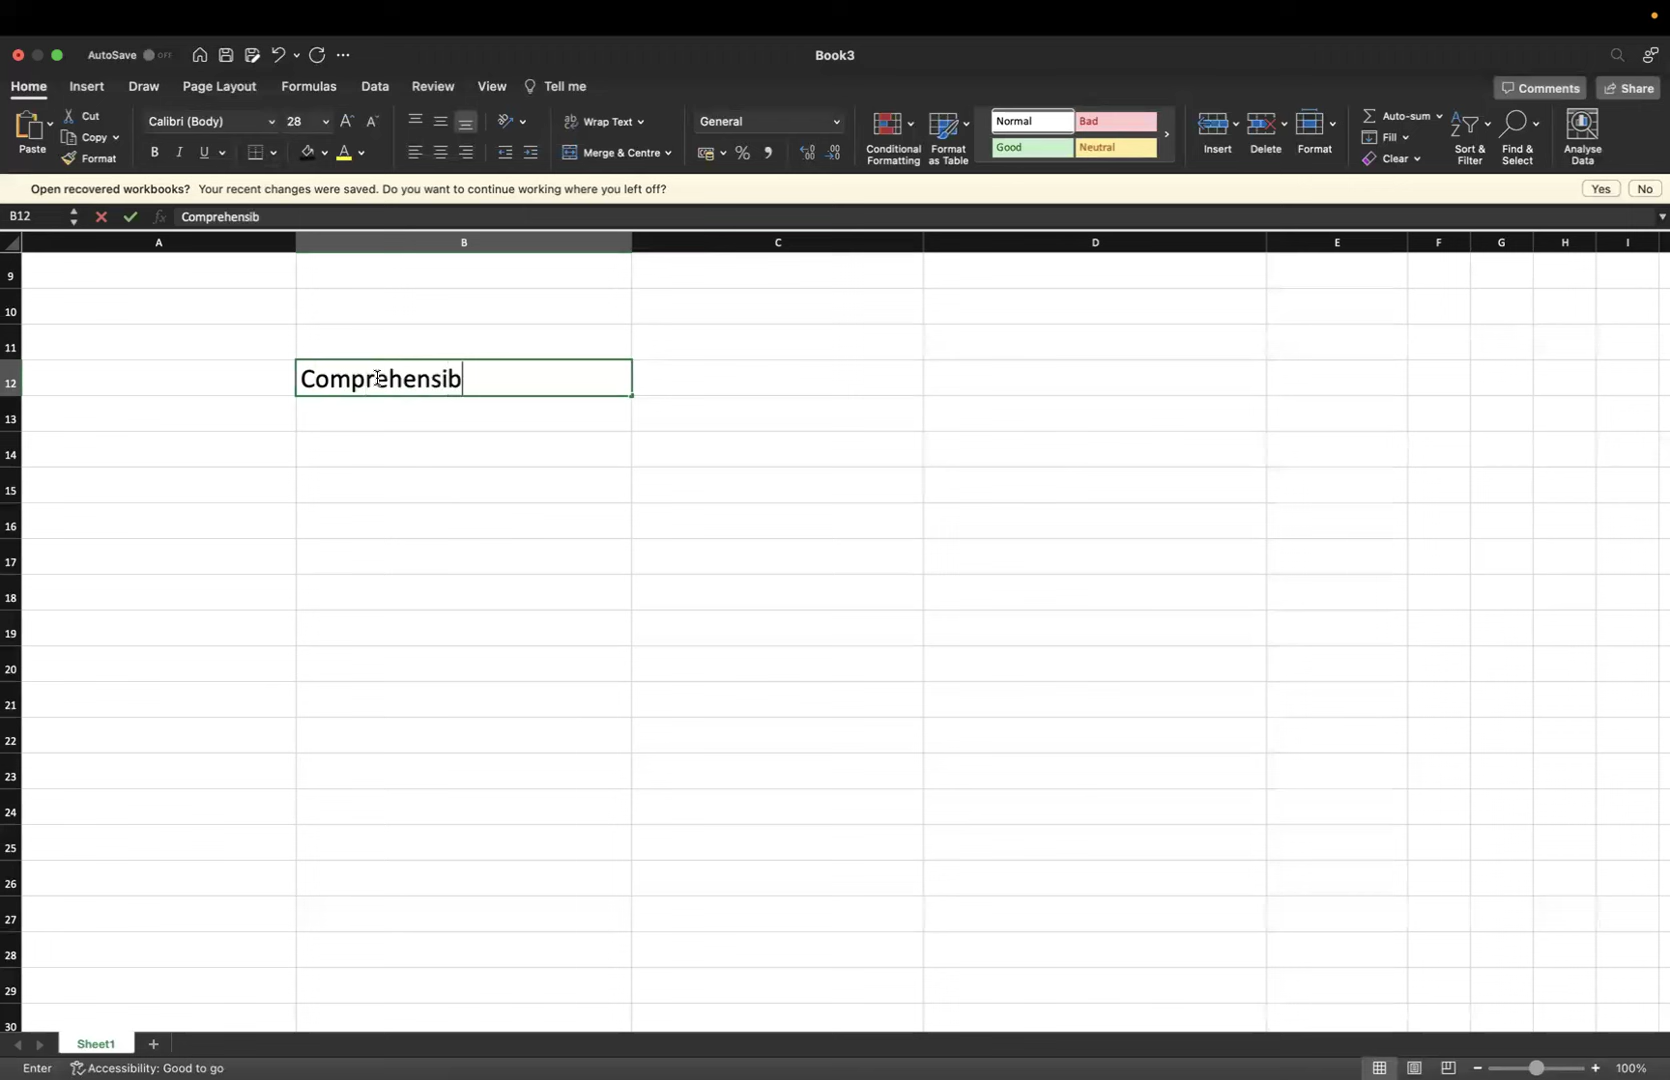 AutoSave OFF
Book3
Home Insert Draw Page Layout Formulas Data Review View Tell me
Comments Share
Paste
Cut
Copy
Format
Calibri (Body) 28
B I U
Wrap Text
Merge & Centre
General
Conditional Formatting
Format as Table
Normal Bad
Good Neutral
Insert
Delete
Format
Auto-sum
Fill
Clear
Sort & Filter
Find & Select
Analyse Data
Open recovered workbooks? Your recent changes were saved. Do you want to continue working where you left off? Yes No
B12 fx Comprehensib
A B C D E F G H I
9
10
11
12 Comprehensib
13
14
15
16
17
18
19
20
21
22
23
24
25
26
27
28
29
30
Sheet1
Enter Accessibility: Good to go 100%